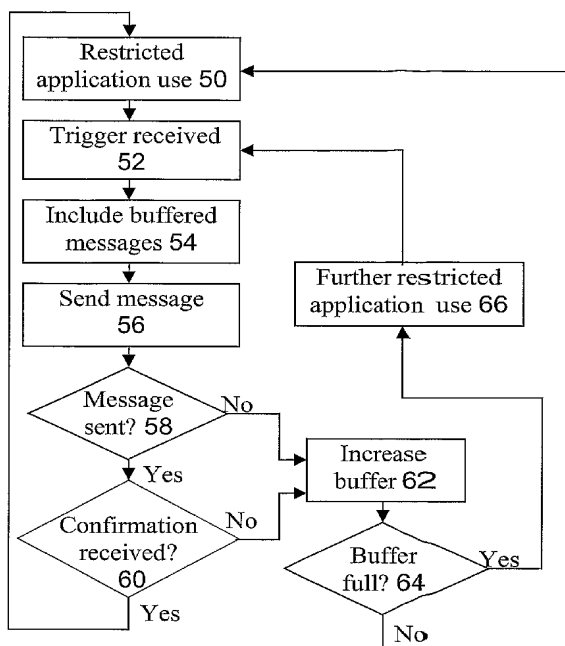 Restricted
application use 50
Trigger received
52
Include buffered
messages 54
Send message
56
Further restricted
application use 66
Message
sent? 58
No
Yes
Increase
buffer 62
Confirmation
received?
60
No
Yes
Buffer
full? 64
Yes
No